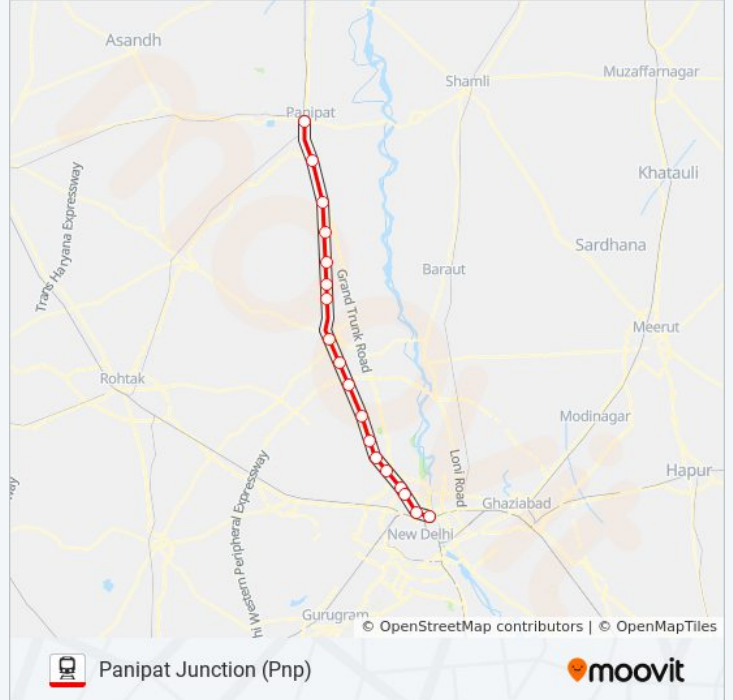 Asandh
Shamli
Muzaffarnagar
Panipat
Khatauli
Trans Haryana Expressway
Sardhana
Baraut
Grand Trunk Road
Meerut
Rohtak
Modinagar
Loni Road
Hapur
hi Western Peripheral Expressway
Ghaziabad
New Delhi
Gurugram
© OpenStreetMap contributors | © OpenMapTiles
Panipat Junction (Pnp)
moovit